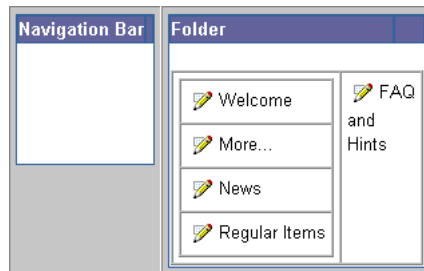 Navigation Bar
Folder
Welcome
More...
News
Regular Items
FAQ
and
Hints